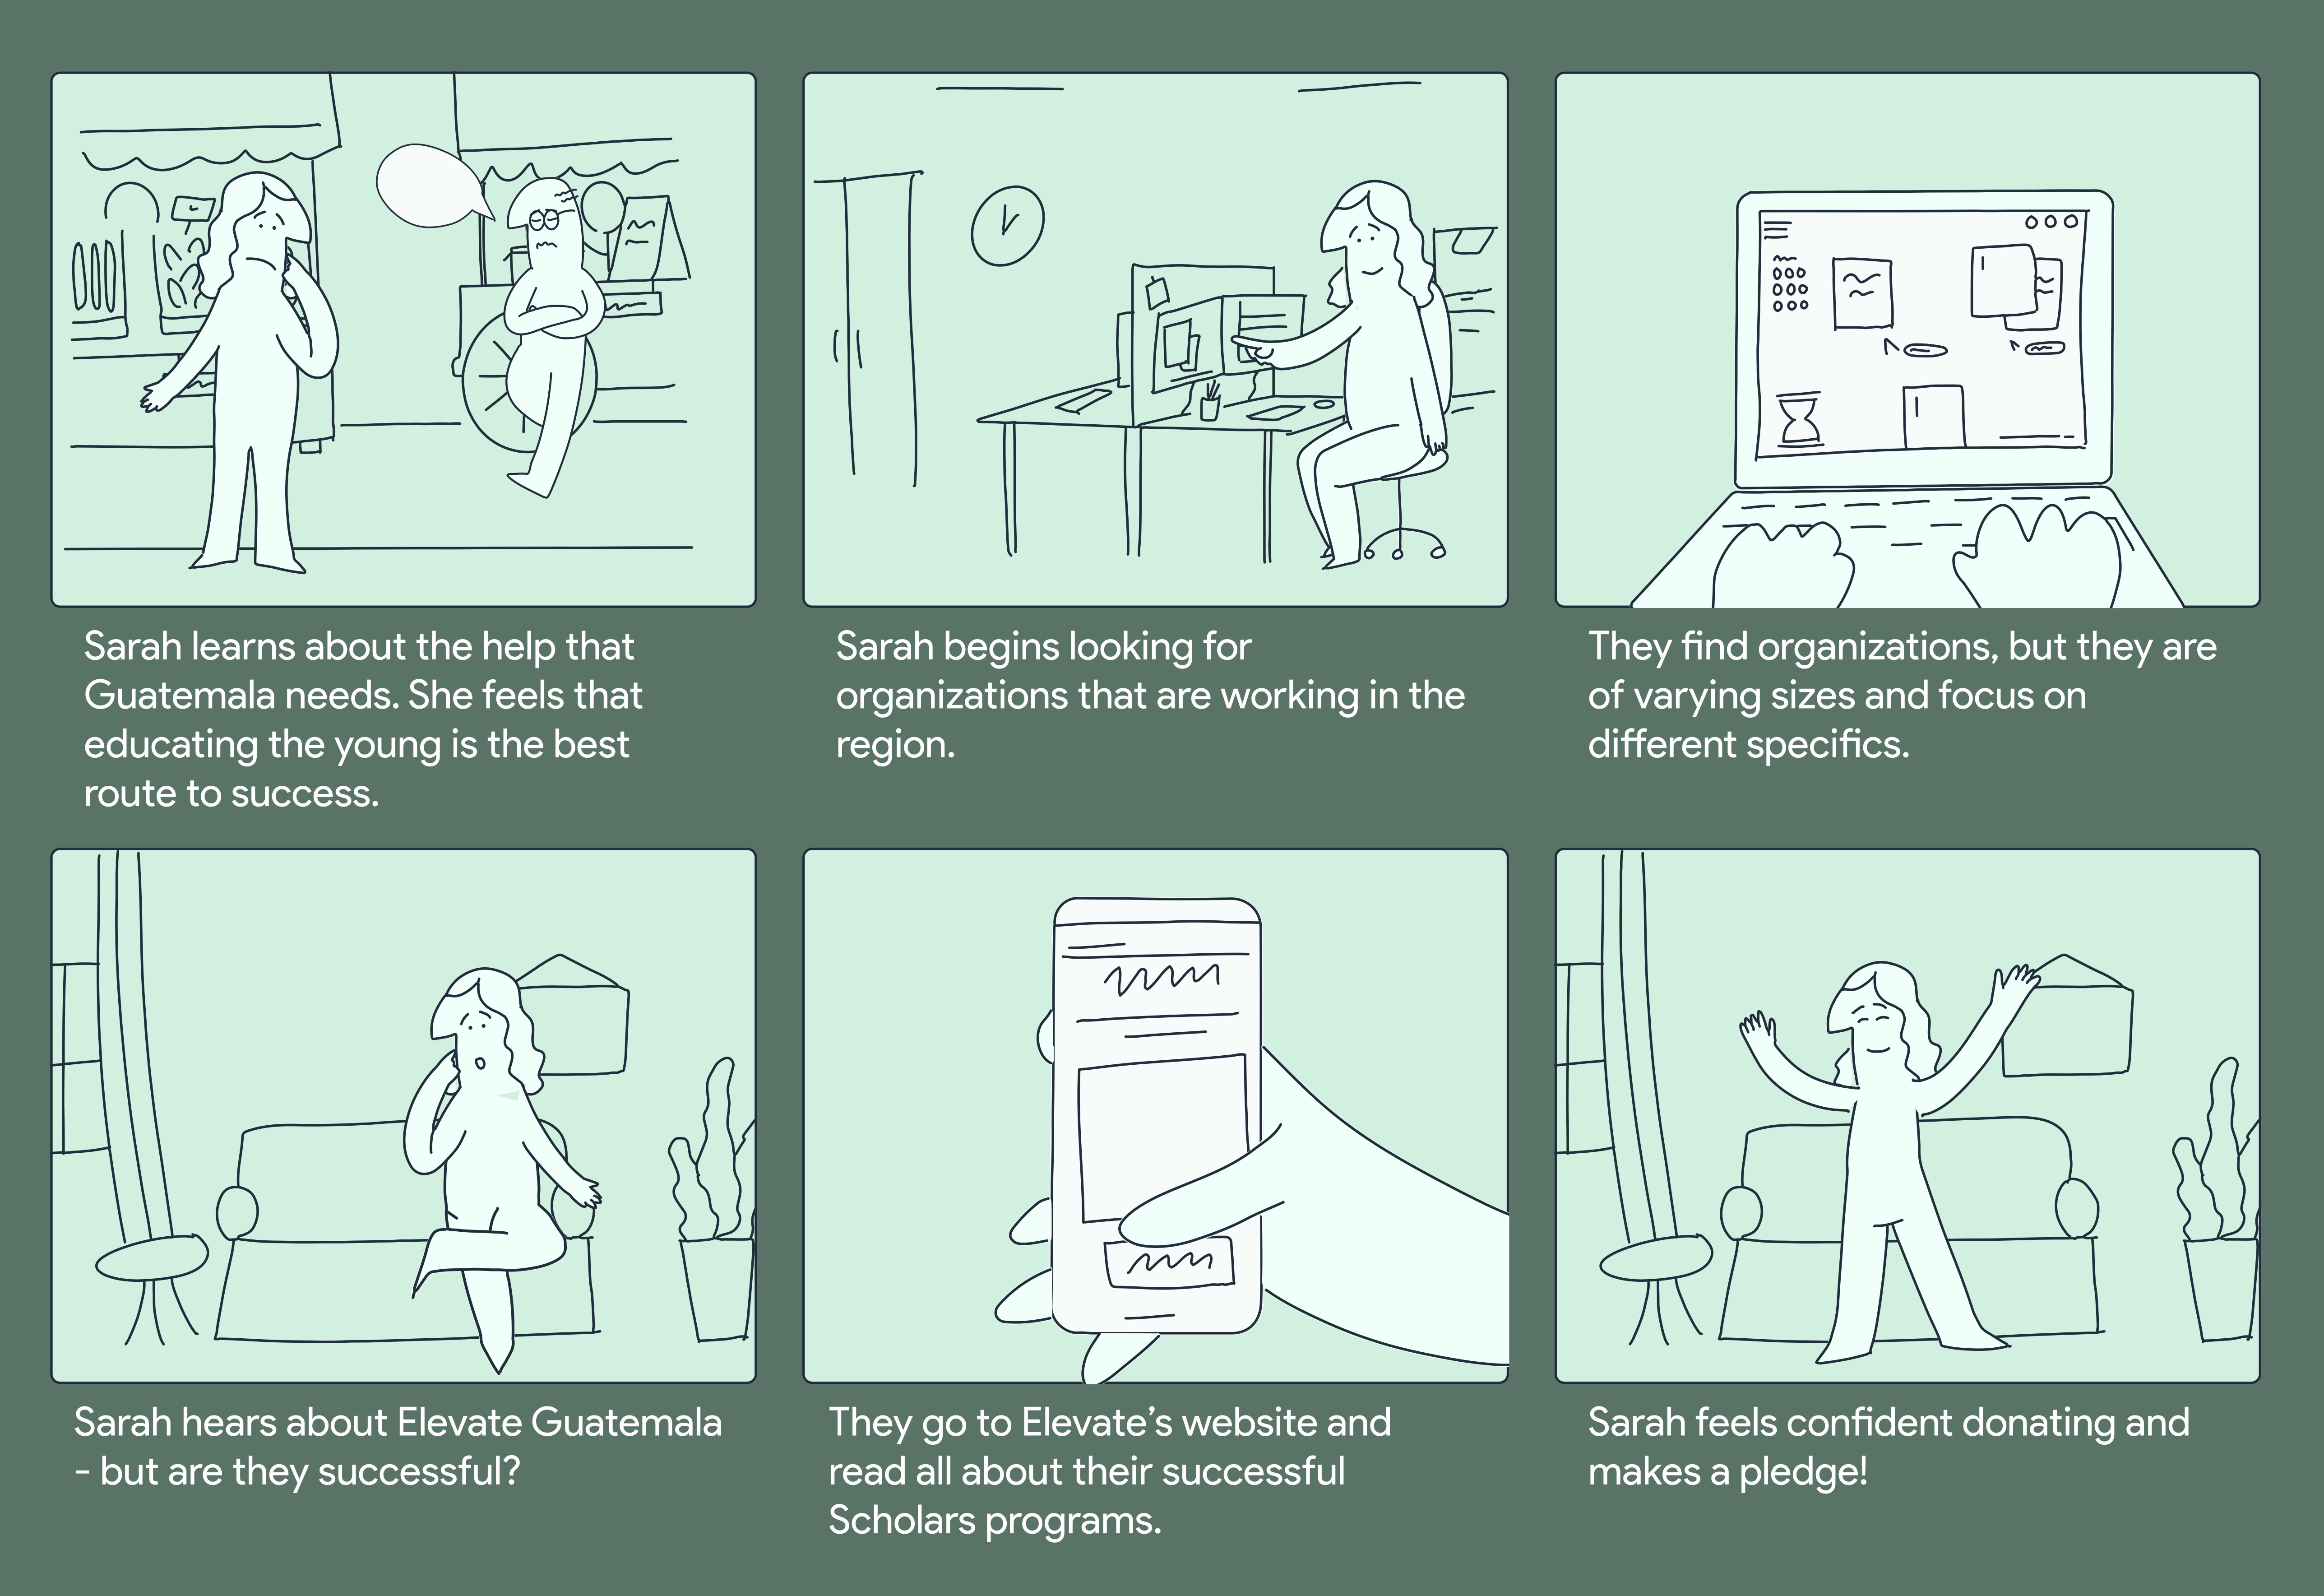 Sarah learns about the help that
Guatemala needs. She feels that
educating the young is the best
route to success.
Sarah begins looking for
organizations that are working in the
region.
They find organizations, but they are
of varying sizes and focus on
different specifics.
Sarah hears about Elevate Guatemala
- but are they successful?
They go to Elevate’s website and
read all about their successful
Scholars programs.
Sarah feels confident donating and
makes a pledge!